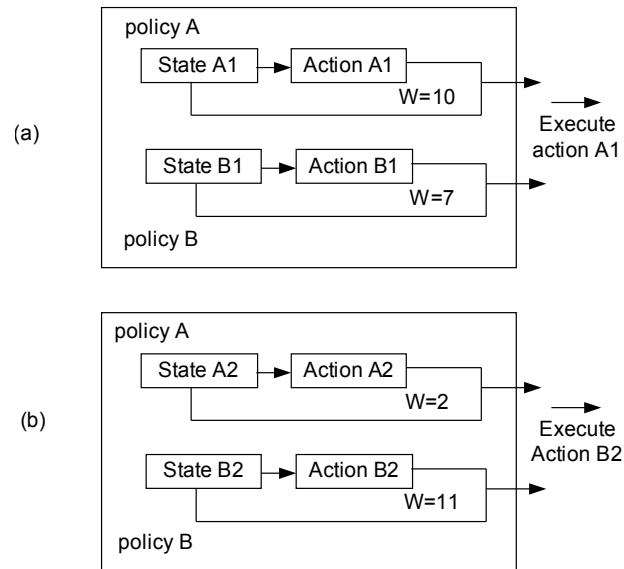 policy A
State A1
Action A1
W=10
(a)
Execute
action A1
State B1
Action B1
W=7
policy B
policy A
State A2
Action A2
W=2
(b)
Execute
Action B2
State B2
Action B2
W=11
policy B